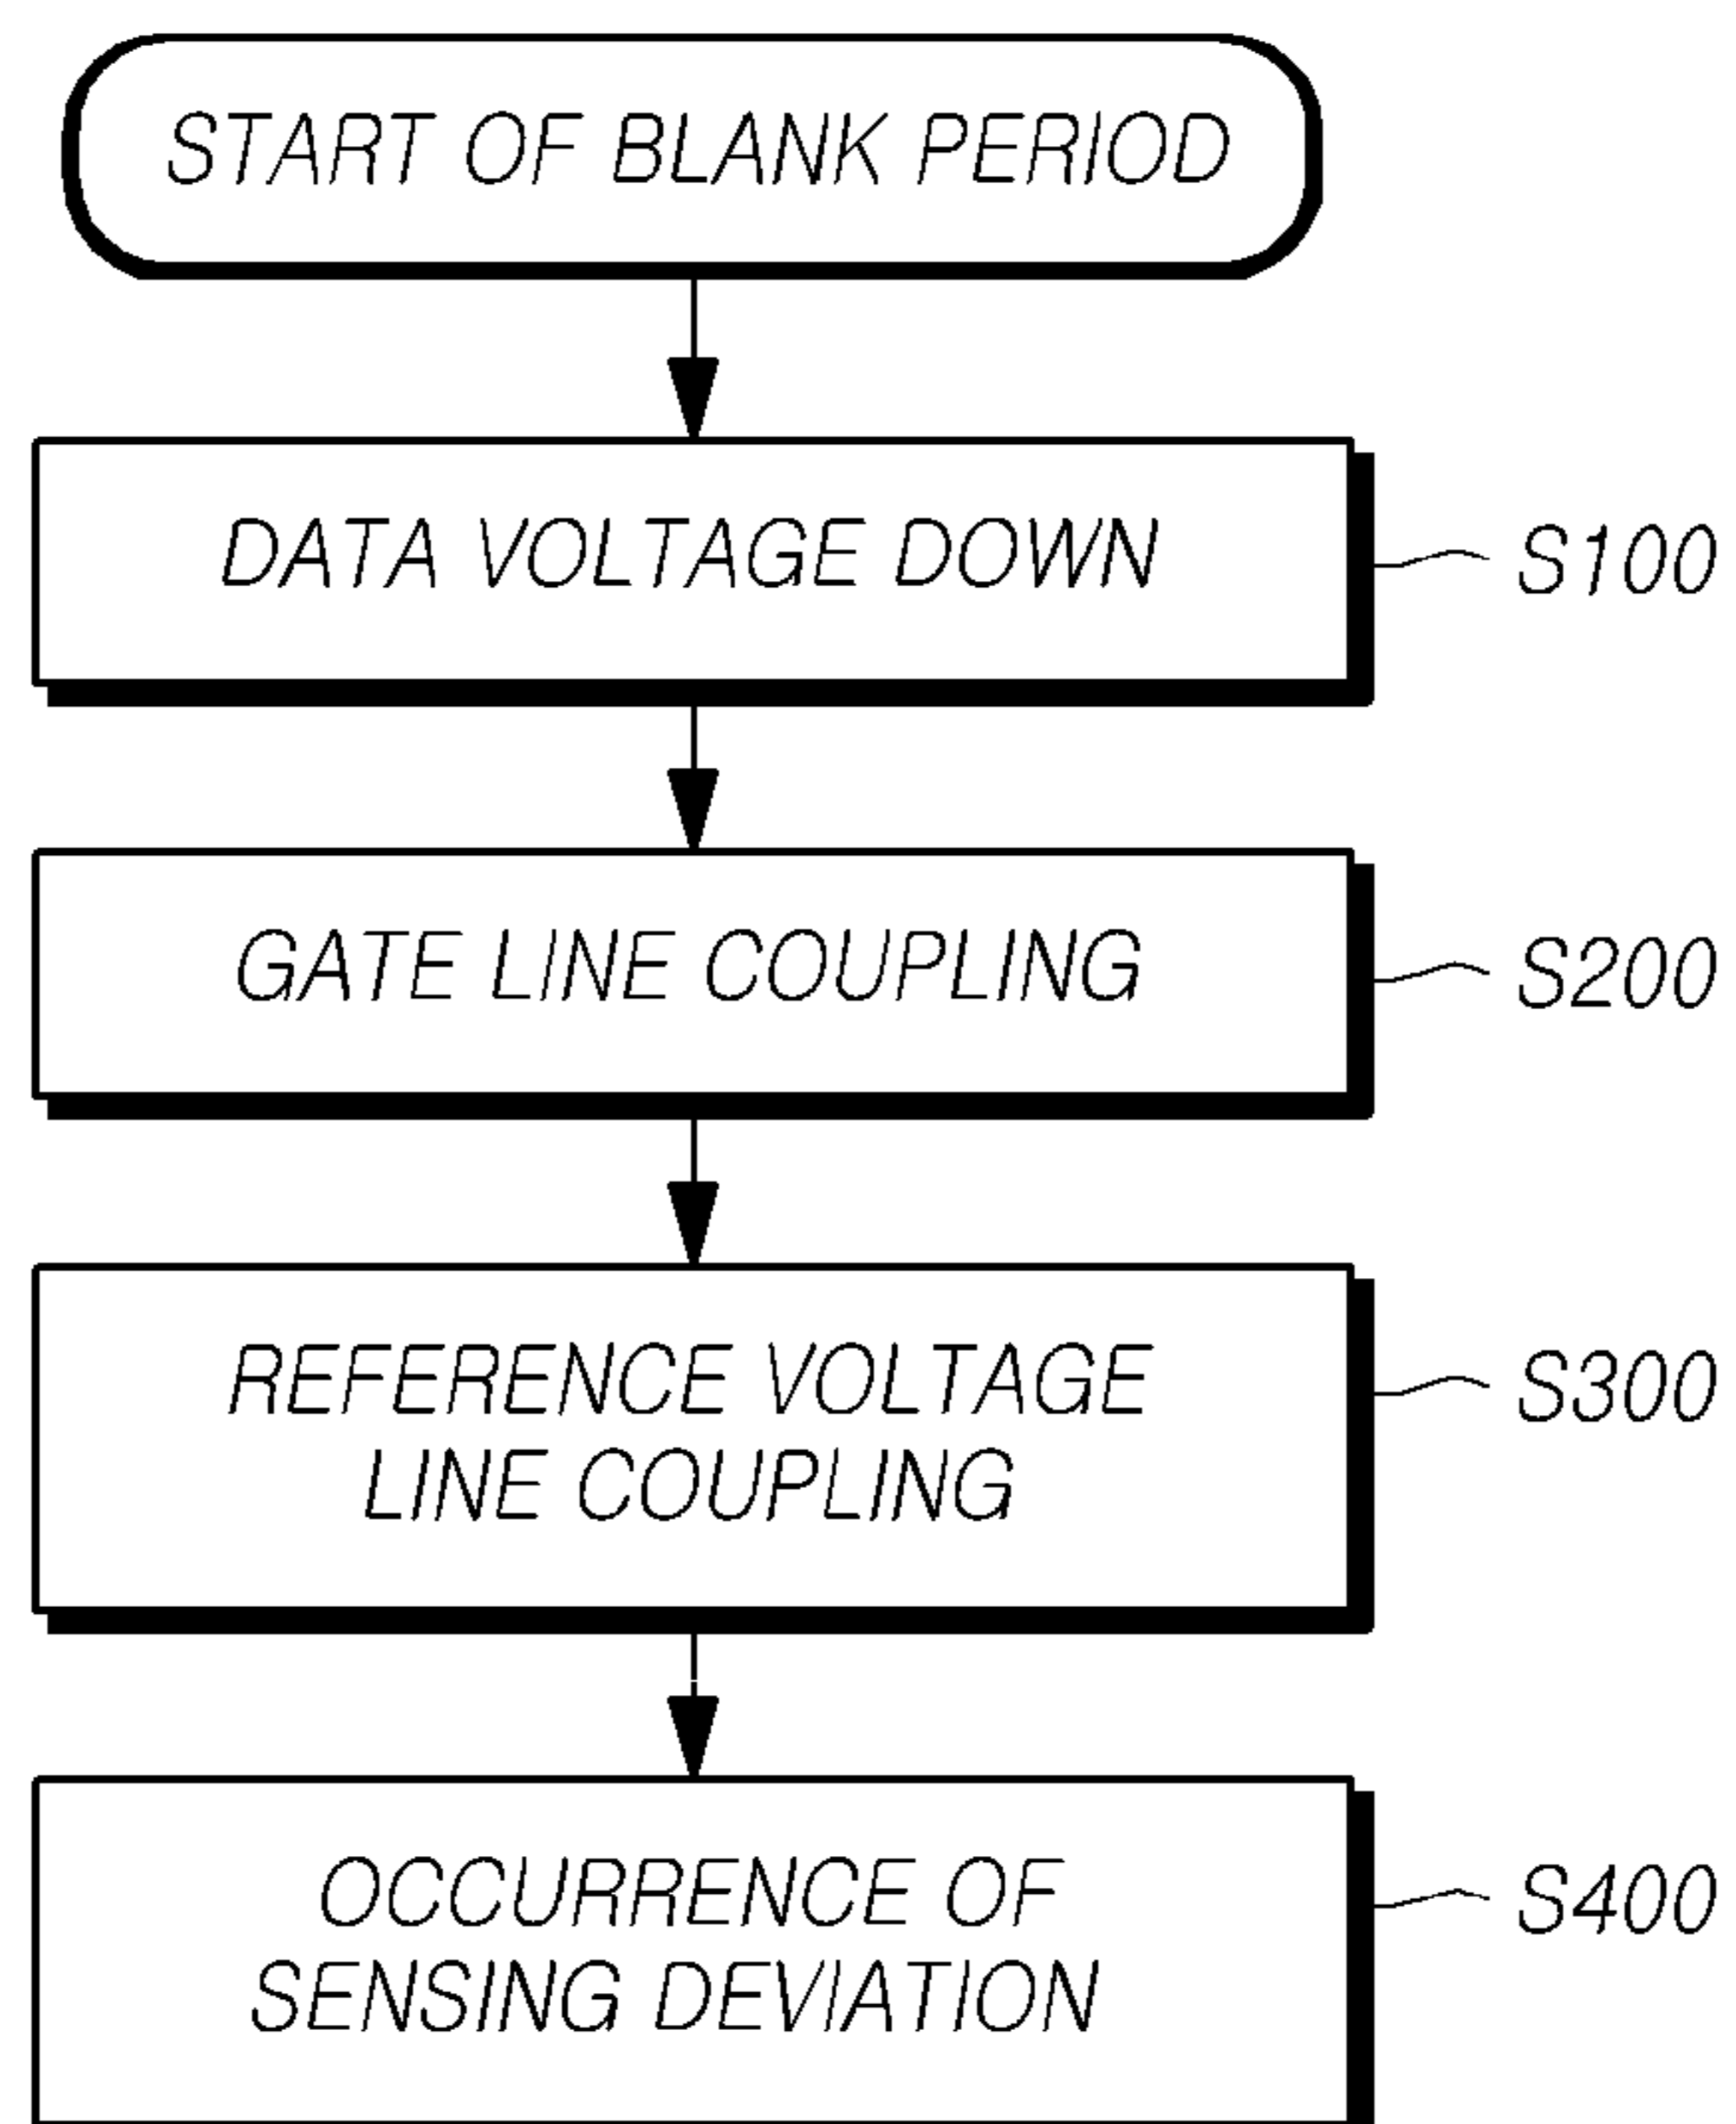 START OF BLANK PERIOD
DATA VOLTAGE DOWN
S100
GATE LINE COUPLING
S200
REFERENCE VOLTAGE
LINE COUPLING
S300
OCCURRENCE OF
SENSING DEVIATION
S400